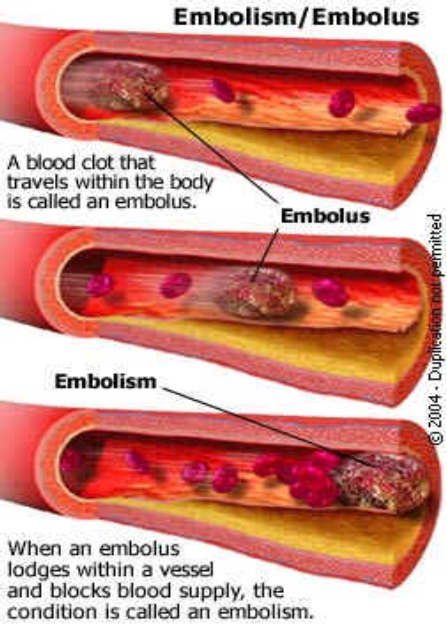 Embolism/Embolus
A blood clot that
travels within the body
is called an embolus.
Embolus
© 2004 - Duplication not permitted
Embolism
When an embolus
lodges within a vessel
and blocks blood supply, the
condition is called an embolism.